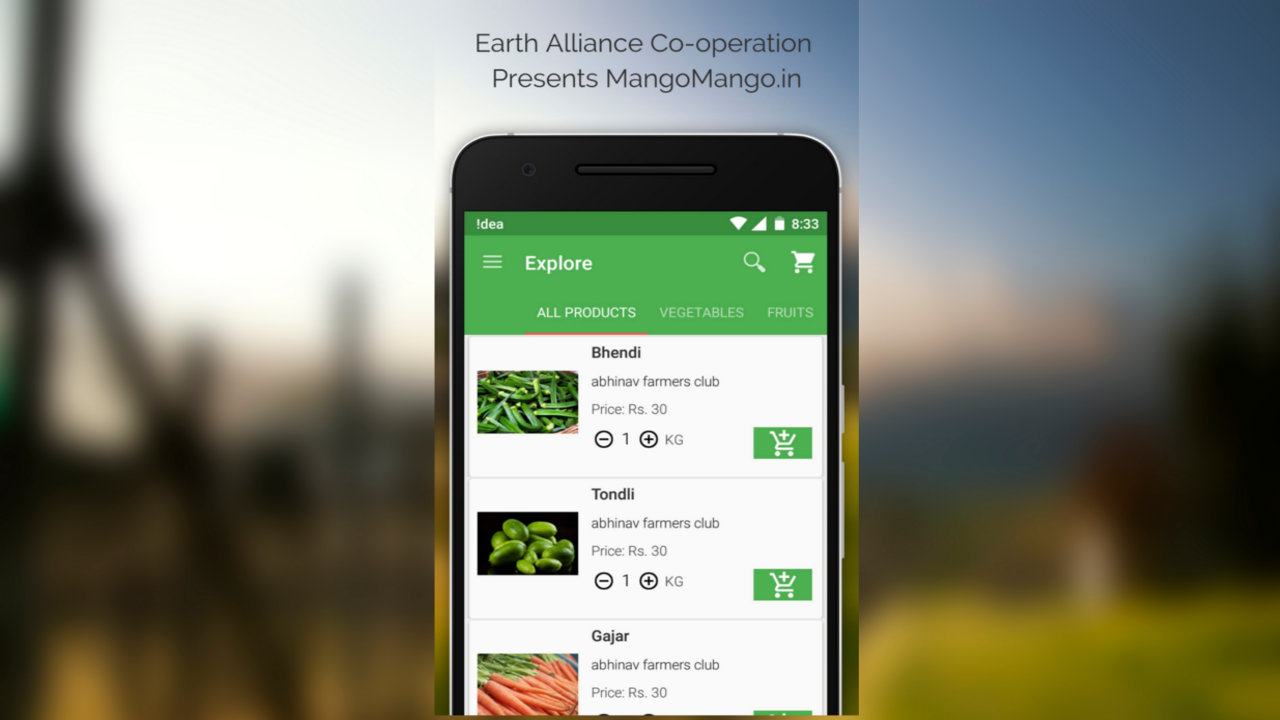 Earth Alliance Co-operation
Presents MangoMango.in
!dea 8:33
Explore
ALL PRODUCTS VEGETABLES FRUITS
Bhendi
abhinav farmers club
Price: Rs. 30
1 KG
Tondli
abhinav farmers club
Price: Rs. 30
1 KG
Gajar
abhinav farmers club
Price: Rs. 30